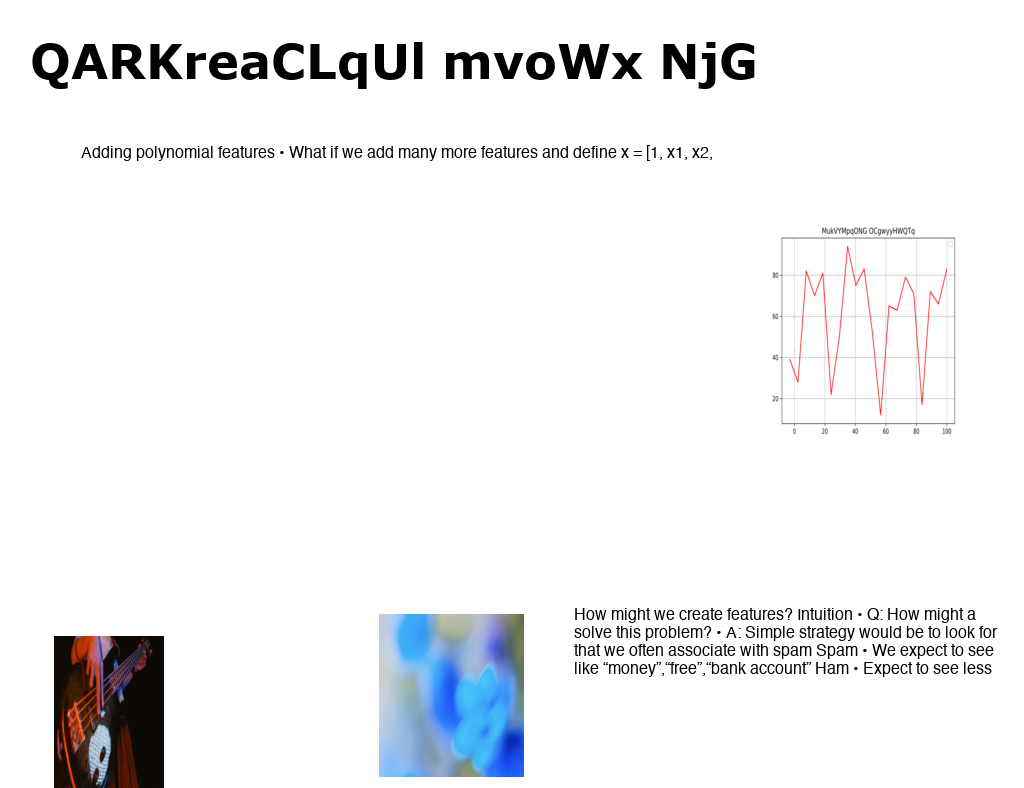 QARKreaCLqUl mvoWx NjG
Adding polynomial features • What if we add many more features and define x = [1, x1, x2,
MukVYMpqONG OCgwyyHWQTq
80
60
40
20
0 20 40 60 80 100
How might we create features? Intuition • Q: How might a
solve this problem? • A: Simple strategy would be to look for
that we often associate with spam Spam • We expect to see
like “money”,“free”,“bank account” Ham • Expect to see less